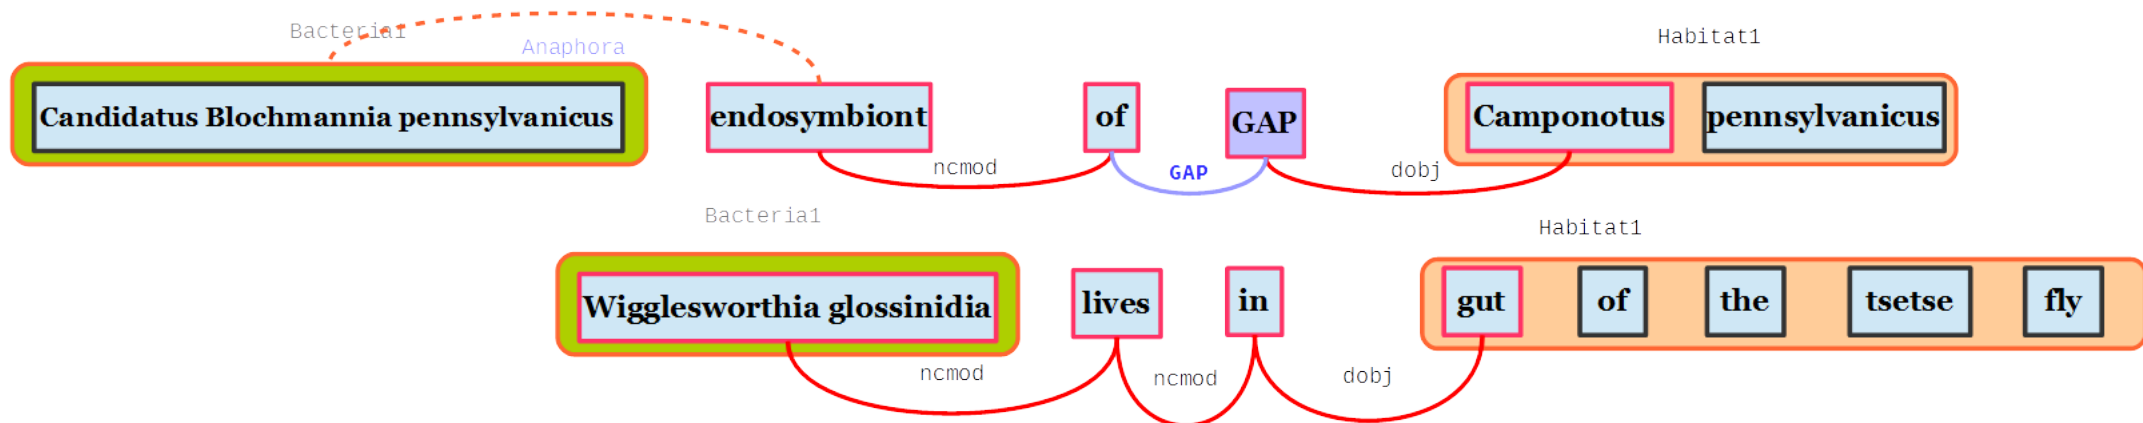 Bacteria1
Anaphora
Habitat1
Candidatus Blochmannia pennsylvanicus endosymbiont of GAP Camponotus pennsylvanicus
ncmod GAP dobj
Bacteria1
Habitat1
Wigglesworthia glossinidia lives in gut of the tsetse fly
ncmod ncmod dobj